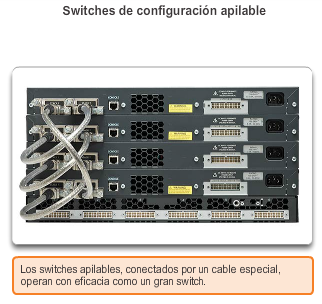 Switches de configuración apilable
Los switches apilables, conectados por un cable especial,
operan con eficacia como un gran switch.